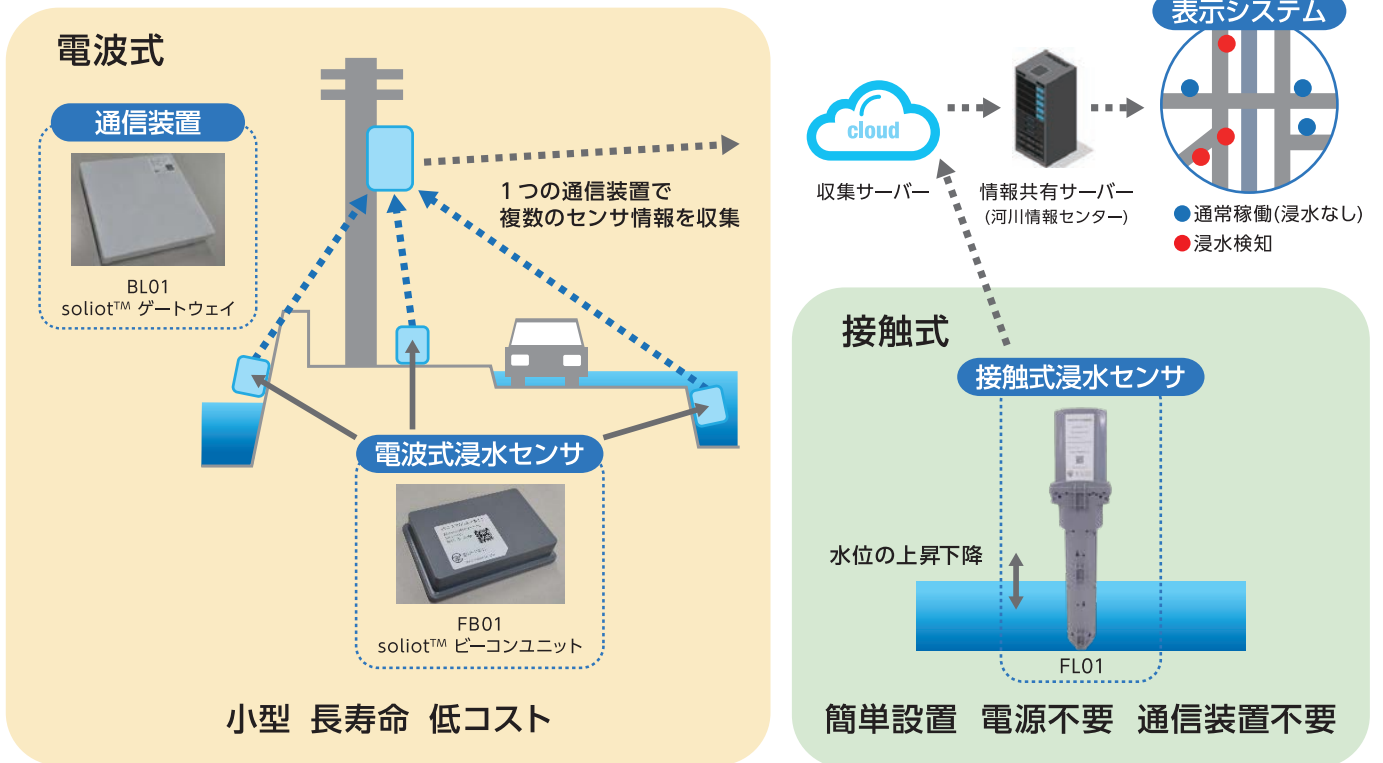 電波式
通信装置
BL01
soliot™ ゲートウェイ
1つの通信装置で
複数のセンサ情報を収集
電波式浸水センサ
FB01
soliot™ ビーコンユニット
小型 長寿命 低コスト
cloud
収集サーバー
情報共有サーバー
(河川情報センター)
表示システム
通常稼働(浸水なし)
浸水検知
接触式
接触式浸水センサ
水位の上昇下降
FL01
簡単設置 電源不要 通信装置不要